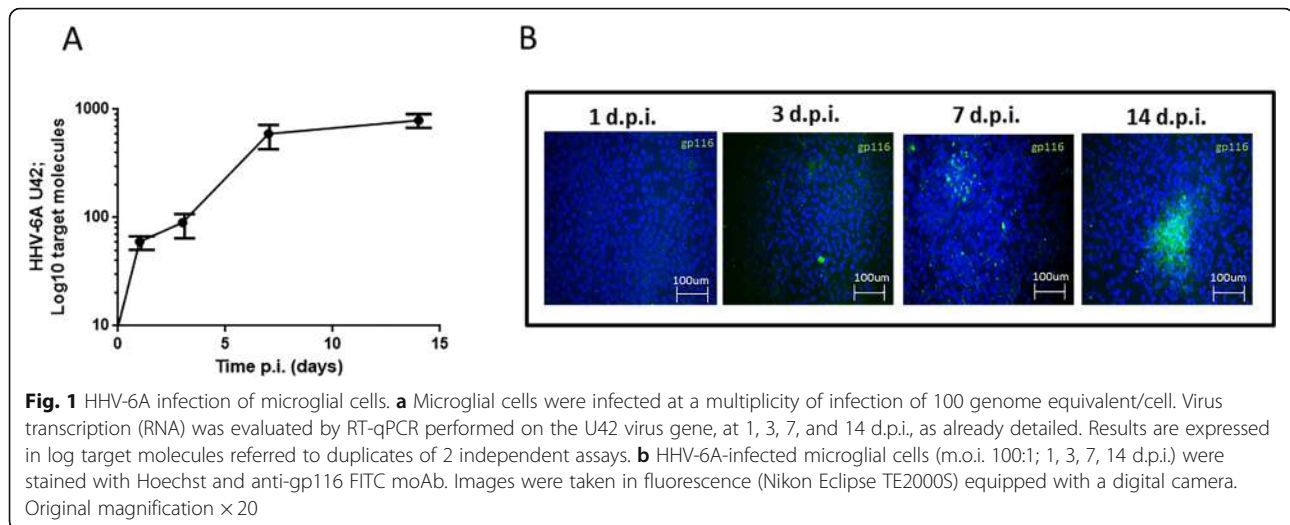 A
B
1000
100
10
0
5
10
15
HHV-6A U42;
Log10 target molecules
Time p.i. (days)
1 d.p.i.
3 d.p.i.
7 d.p.i.
14 d.p.i.
gp116
gp116
gp116
gp116
100um
100um
100um
100um
Fig. 1 HHV-6A infection of microglial cells. a Microglial cells were infected at a multiplicity of infection of 100 genome equivalent/cell. Virus
transcription (RNA) was evaluated by RT-qPCR performed on the U42 virus gene, at 1, 3, 7, and 14 d.p.i., as already detailed. Results are expressed
in log target molecules referred to duplicates of 2 independent assays. b HHV-6A-infected microglial cells (m.o.i. 100:1; 1, 3, 7, 14 d.p.i.) were
stained with Hoechst and anti-gp116 FITC moAb. Images were taken in fluorescence (Nikon Eclipse TE2000S) equipped with a digital camera.
Original magnification × 20